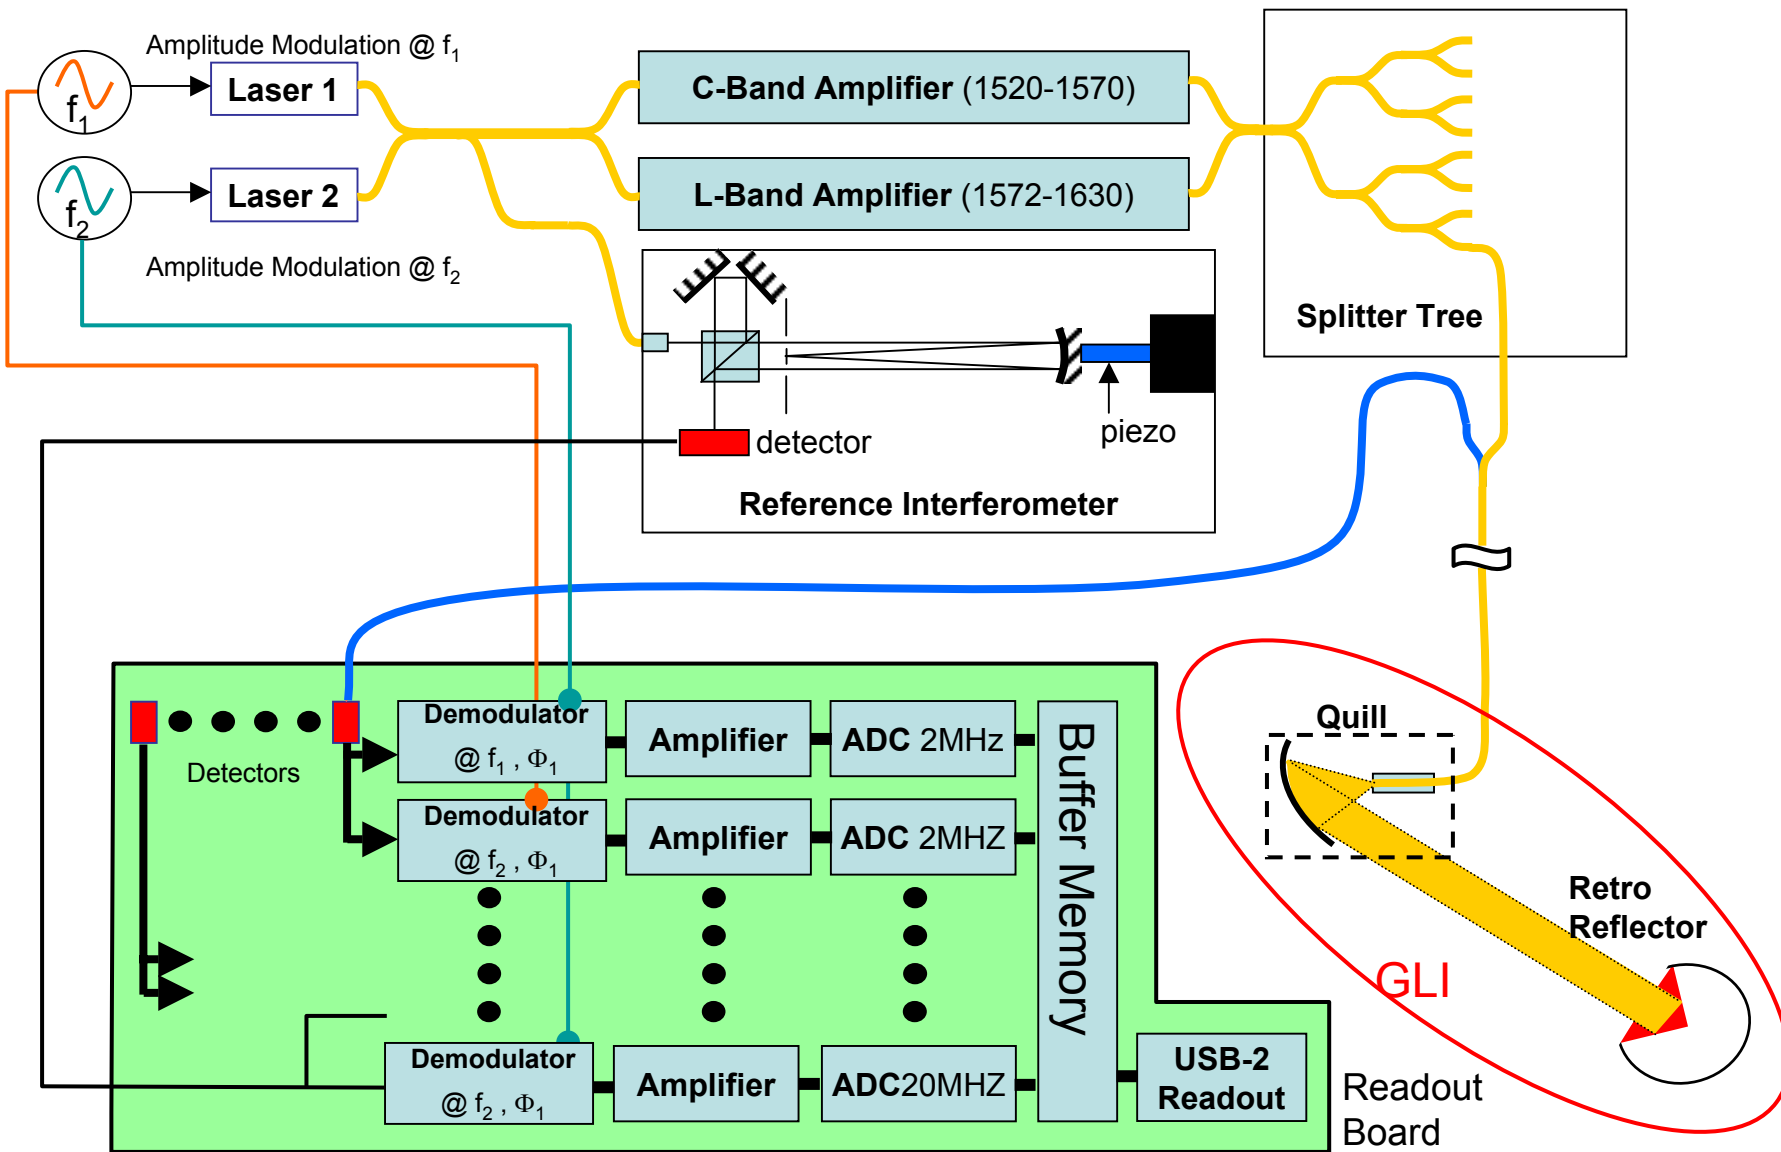 Amplitude Modulation @ f1
f1
Laser 1
C-Band Amplifier (1520-1570)
f2
Laser 2
L-Band Amplifier (1572-1630)
Amplitude Modulation @ f2
Splitter Tree
detector
piezo
Reference Interferometer
Detectors
Demodulator
@ f1 , Φ1
Amplifier
ADC 2MHz
Demodulator
@ f2 , Φ1
Amplifier
ADC 2MHZ
Buffer Memory
Demodulator
@ f2 , Φ1
Amplifier
ADC20MHZ
USB-2
Readout
Readout
Board
Quill
Retro
Reflector
GLI